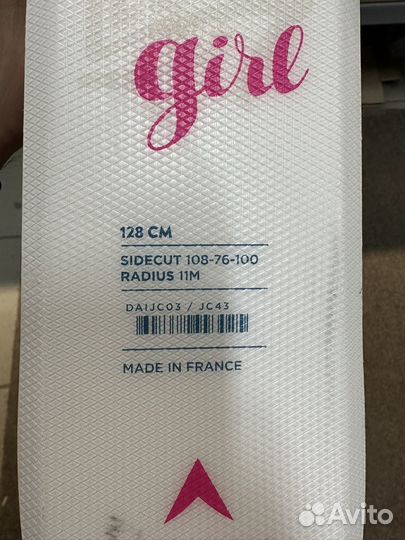 girl
128 CM
SIDECUT 108-76-100
RADIUS 11M
DAIJC03 / JC43
MADE IN FRANCE
Avito